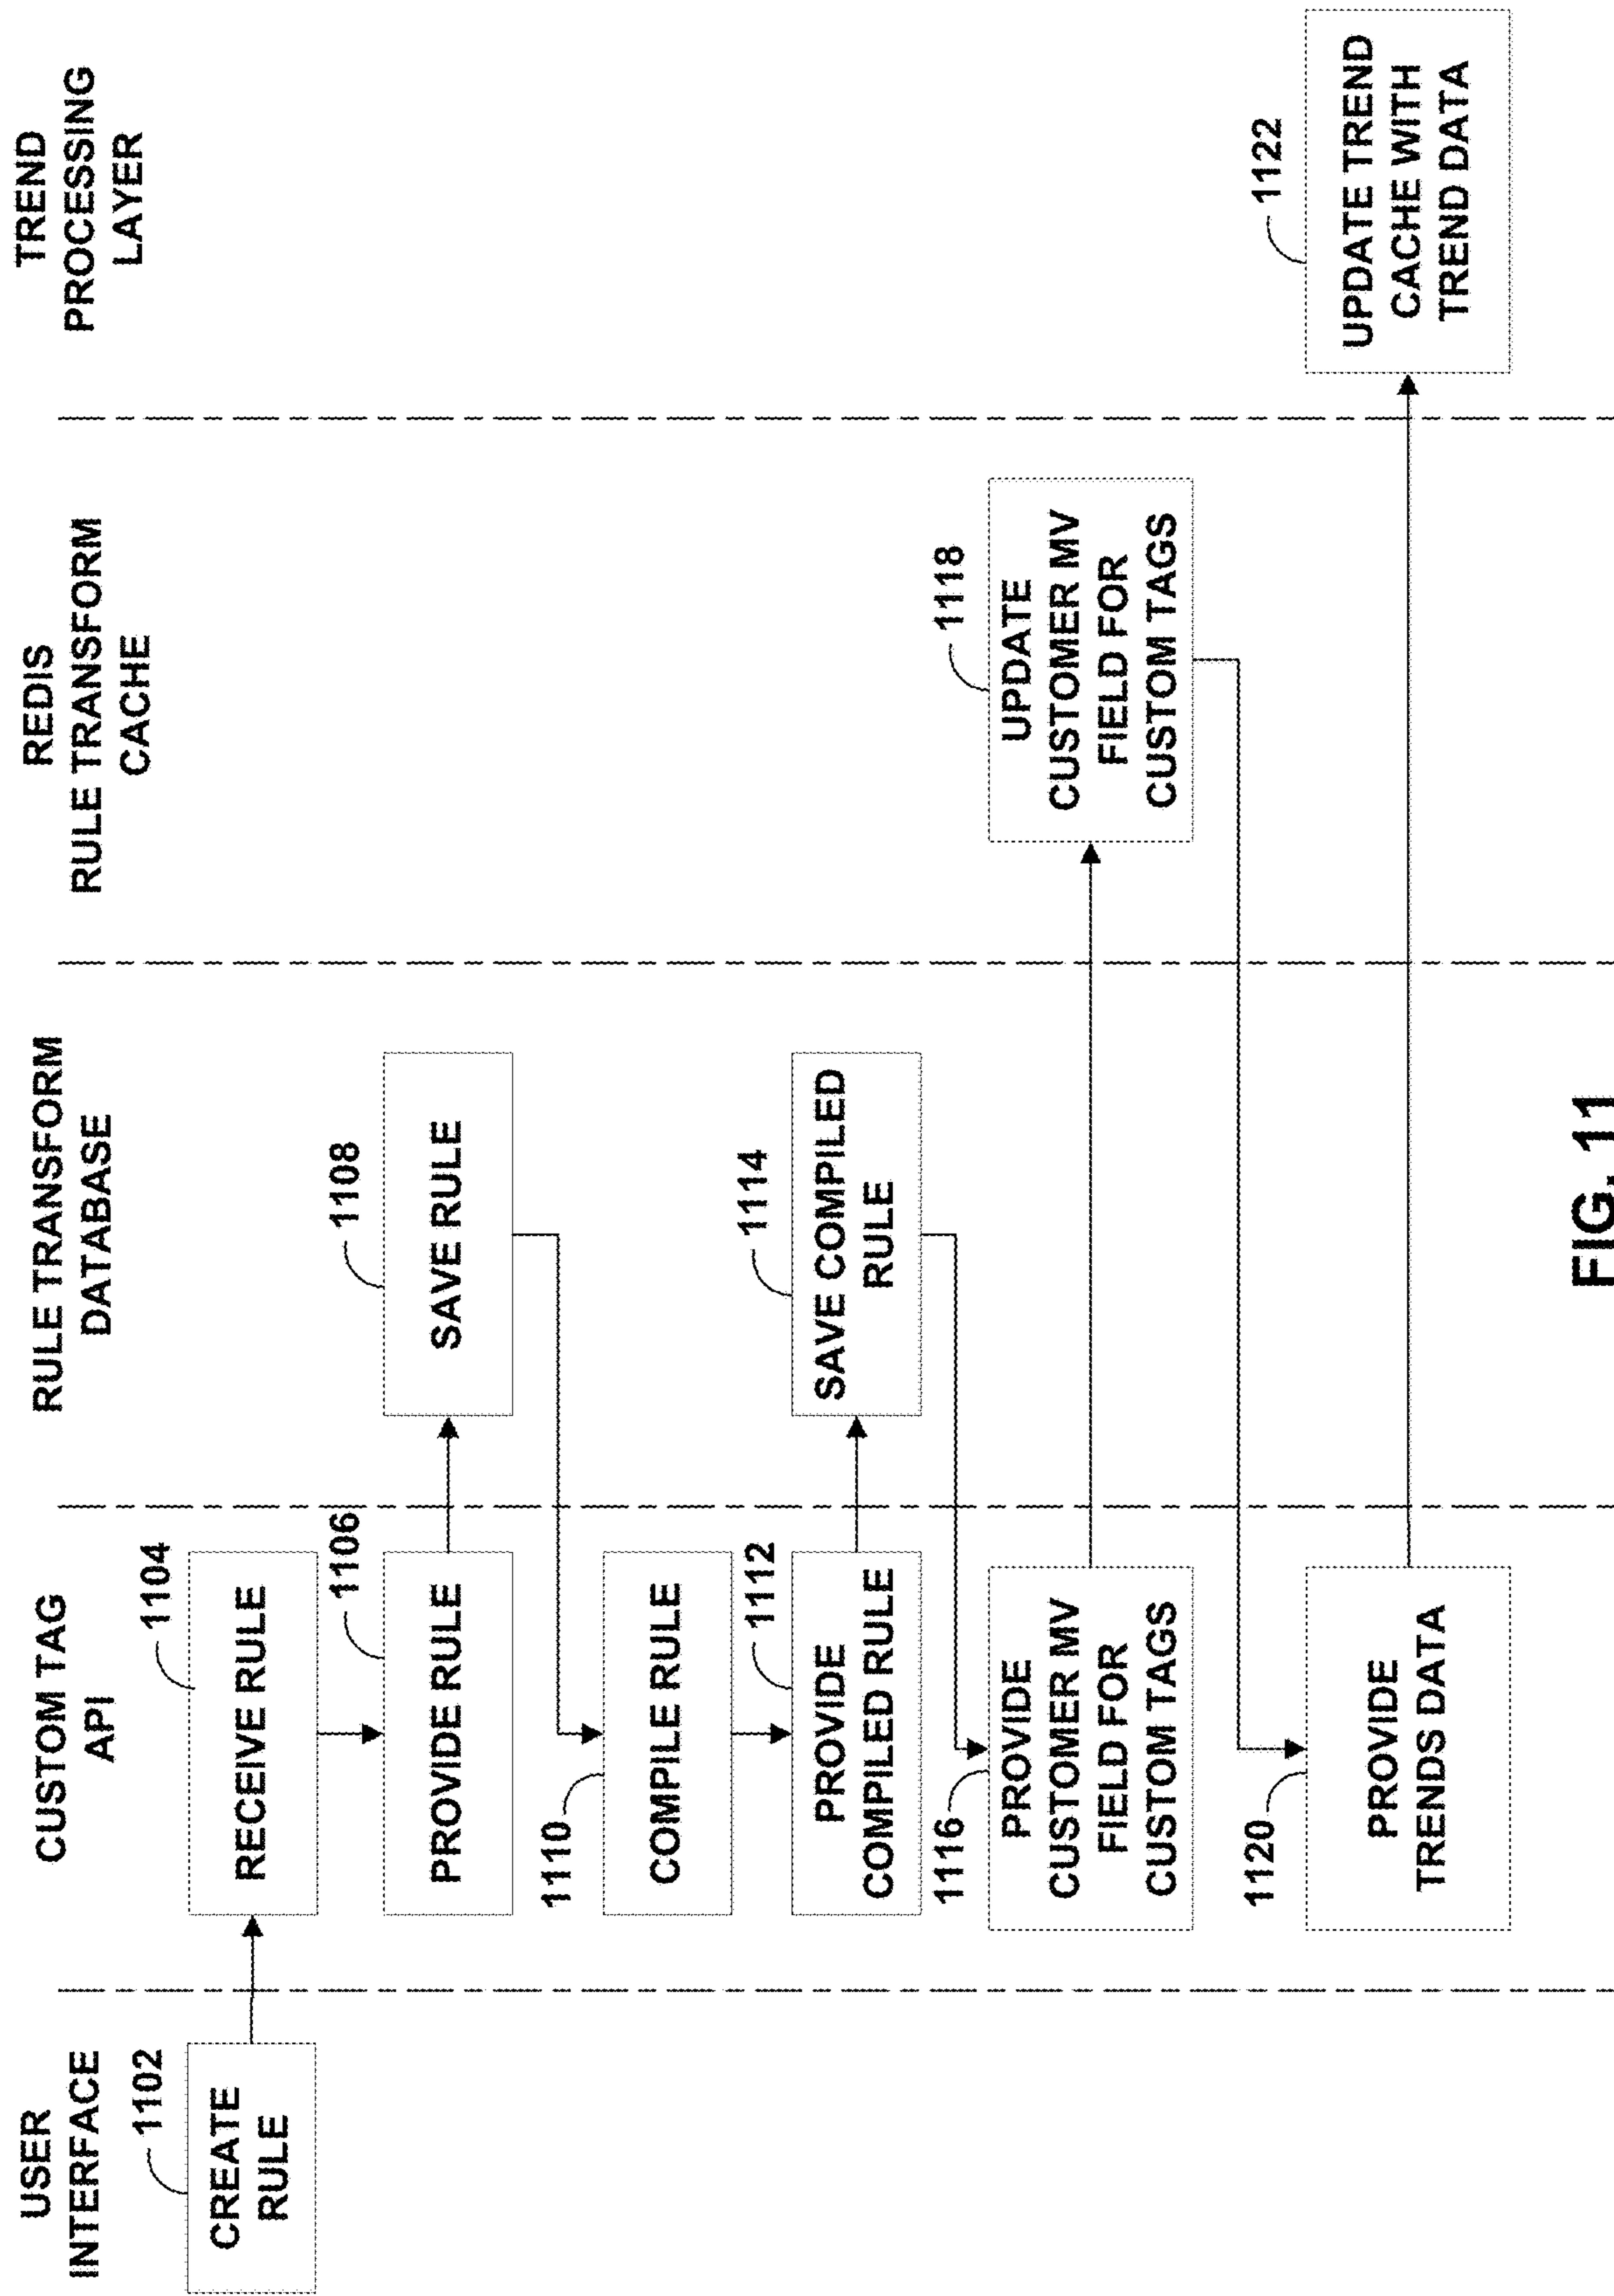 USER
INTERFACE
CUSTOM TAG
API
RULE TRANSFORM
DATABASE
REDIS
RULE TRANSFORM
CACHE
TREND
PROCESSING
LAYER
1102
CREATE
RULE
1104
RECEIVE RULE
1106
PROVIDE RULE
1108
SAVE RULE
1110
COMPILE RULE
1112
PROVIDE
COMPILED RULE
1114
SAVE COMPILED
RULE
1116
PROVIDE
CUSTOMER MV
FIELD FOR
CUSTOM TAGS
1118
UPDATE
CUSTOMER MV
FIELD FOR
CUSTOM TAGS
1120
PROVIDE
TRENDS DATA
1122
UPDATE TREND
CACHE WITH
TREND DATA
FIG. 11